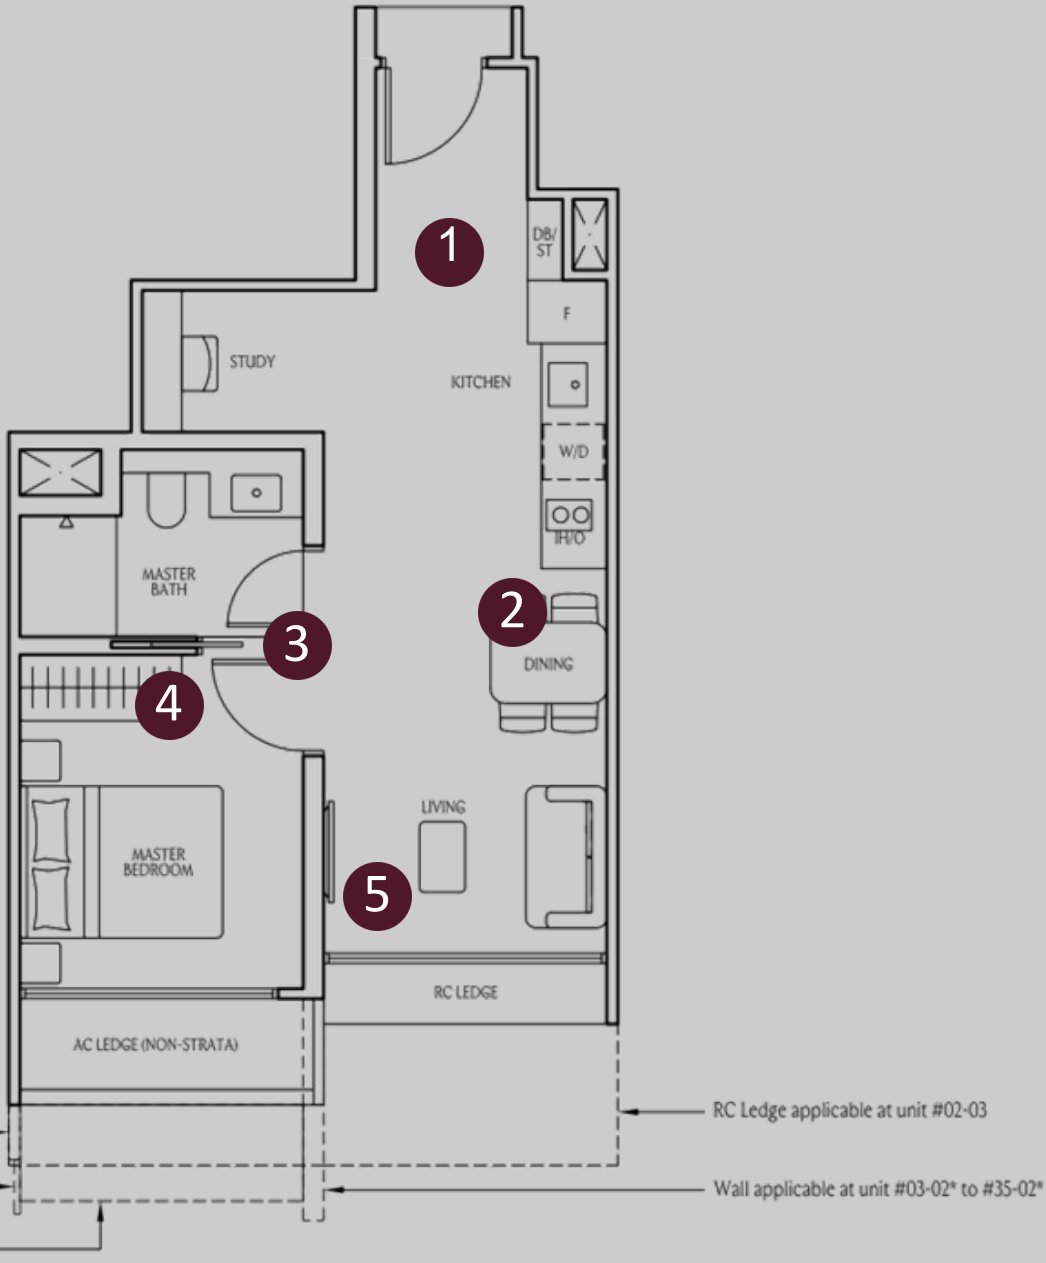 1
DB/
ST
F
STUDY
KITCHEN
W/D
IH/O
MASTER
BATH
2
3
DINING
4
LIVING
MASTER
BEDROOM
5
RC LEDGE
AC LEDGE (NON-STRATA)
RC Ledge applicable at unit #02-03
Wall applicable at unit #03-02* to #35-02*